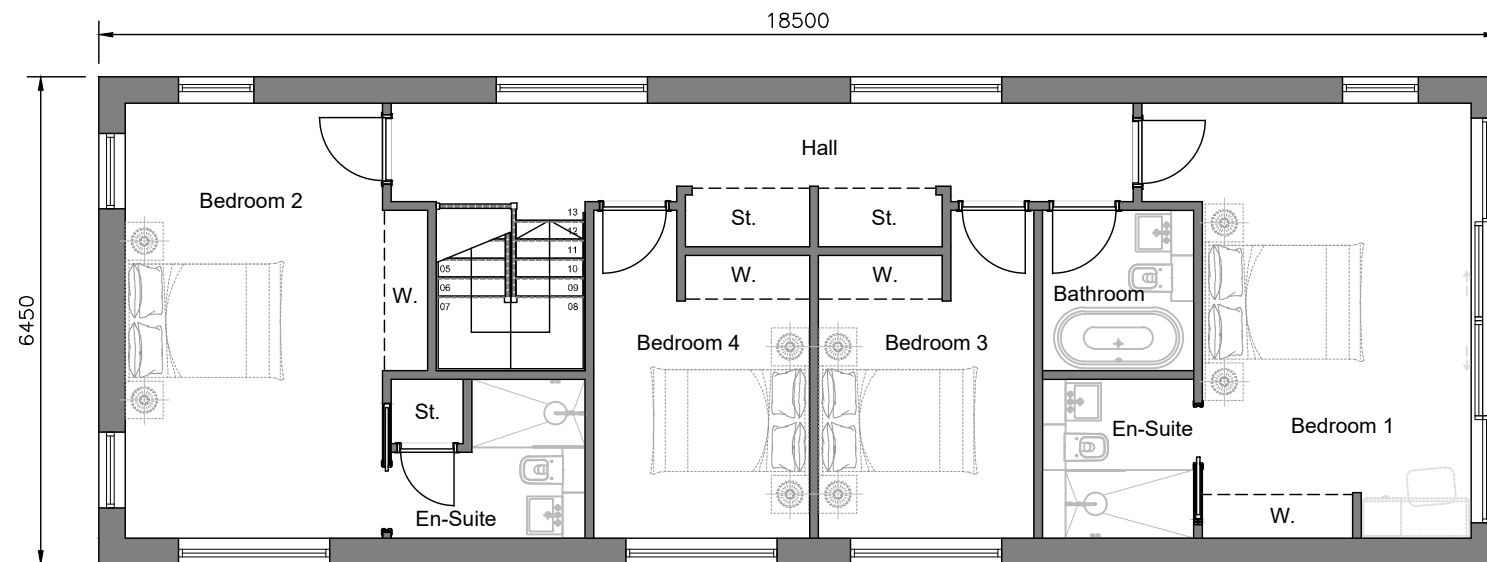 18500
6450
Hall
Bedroom 2
St.
St.
13
12
11
10
09
08
05
06
07
W.
W.
W.
Bathroom
Bedroom 4
Bedroom 3
St.
En-Suite
Bedroom 1
En-Suite
W.